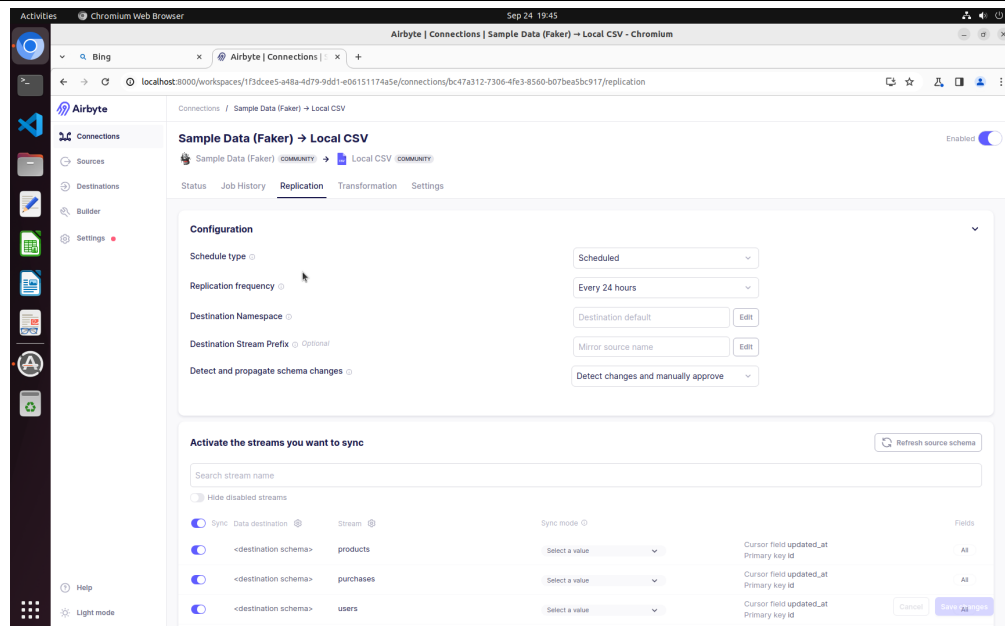 Activities
Chromium Web Browser
Sep 24 19:45
Airbyte | Connections | Sample Data (Faker) → Local CSV - Chromium
Bing
Airbyte | Connections |
localhost:8000/workspaces/1f3dcee5-a48a-4d79-9dd1-e06151174a5e/connections/bc47a312-7306-4fe3-8560-b07bea5bc917/replication
Airbyte
Connections / Sample Data (Faker) → Local CSV
Connections
Sources
Destinations
Builder
Settings
Sample Data (Faker) → Local CSV
Enabled
Sample Data (Faker) COMMUNITY → Local CSV COMMUNITY
Status Job History Replication Transformation Settings
Configuration
Schedule type Scheduled
Replication frequency Every 24 hours
Destination Namespace Destination default Edit
Destination Stream Prefix Optional Mirror source name Edit
Detect and propagate schema changes Detect changes and manually approve
Activate the streams you want to sync
Refresh source schema
Search stream name
Hide disabled streams
Sync Data destination Stream Sync mode Fields
<destination schema> products Select a value Cursor field updated_at All
Primary key id
<destination schema> purchases Select a value Cursor field updated_at All
Primary key id
<destination schema> users Select a value Cursor field updated_at All
Primary key id
Cancel Save changes
Help
Light mode